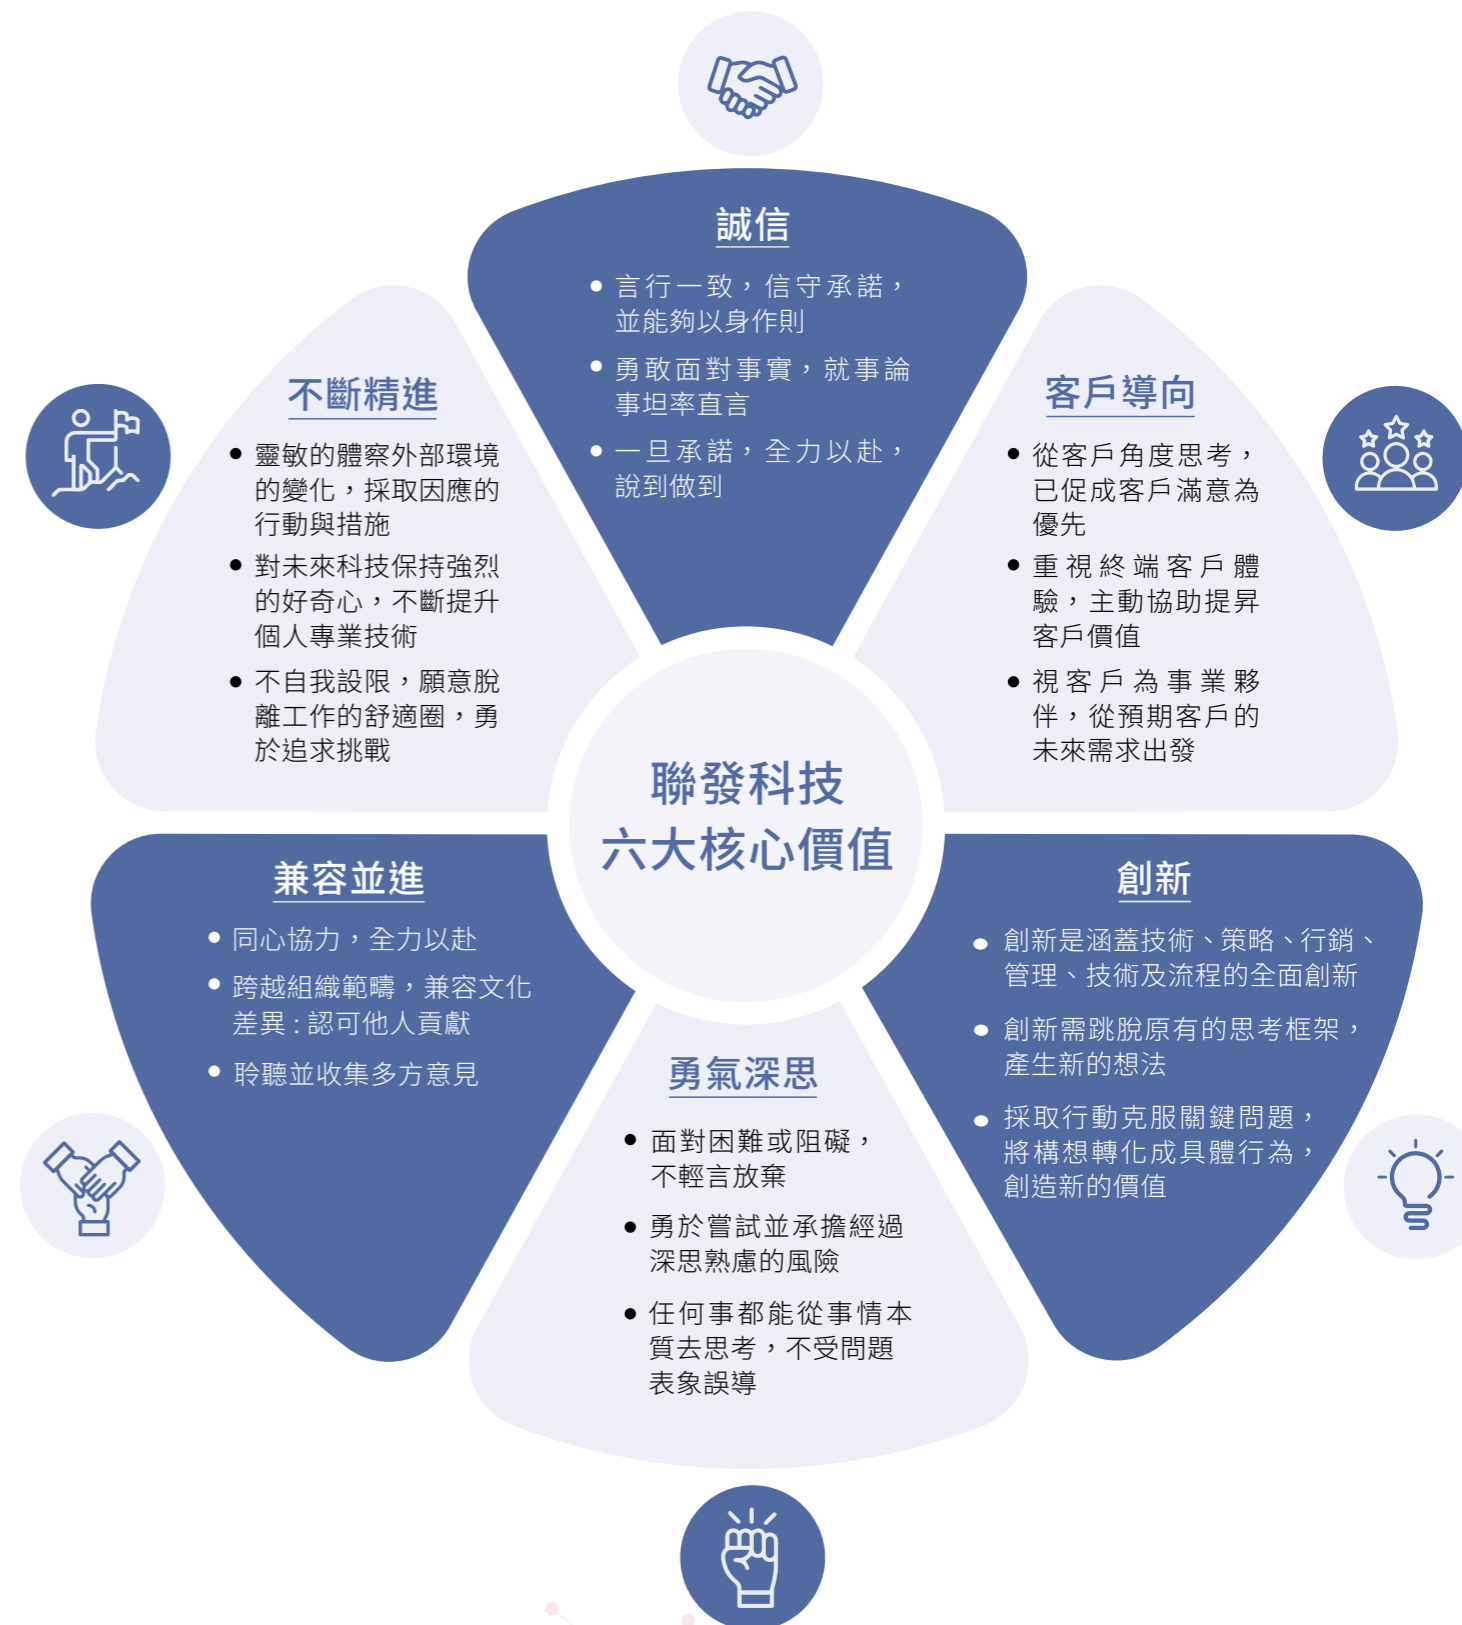 誠信
言行一致，信守承諾，
並能夠以身作則
勇敢面對事實，就事論
事坦率直言
一旦承諾，全力以赴，
說到做到
客戶導向
從客戶角度思考，
已促成客戶滿意為
優先
重視終端客戶體
驗，主動協助提昇
客戶價值
視客戶為事業夥
伴，從預期客戶的
未來需求出發
創新
創新是涵蓋技術、策略、行銷、
管理、技術及流程的全面創新
創新需跳脫原有的思考框架，
產生新的想法
採取行動克服關鍵問題，
將構想轉化成具體行為，
創造新的價值
勇氣深思
面對困難或阻礙，
不輕言放棄
勇於嘗試並承擔經過
深思熟慮的風險
任何事都能從事情本
質去思考，不受問題
表象誤導
兼容並進
同心協力，全力以赴
跨越組織範疇，兼容文化
差異：認可他人貢獻
聆聽並收集多方意見
不斷精進
靈敏的體察外部環境
的變化，採取因應的
行動與措施
對未來科技保持強烈
的好奇心，不斷提升
個人專業技術
不自我設限，願意脫
離工作的舒適圈，勇
於追求挑戰
聯發科技
六大核心價值